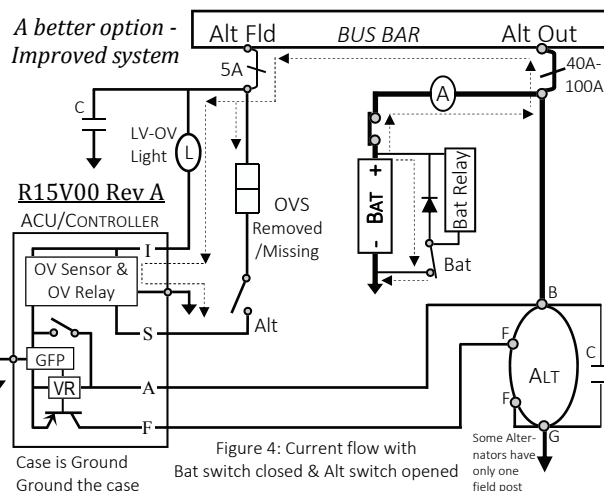 A better option -
Improved system
Alt Fld
BUS BAR
Alt Out
5A
40A-
100A
A
C
LV-OV
Light
L
R15V00 Rev A
ACU/CONTROLLER
OVS
Removed
/Missing
+
BAT
-
Bat Relay
Bat
I
OV Sensor &
OV Relay
S
Alt
B
GFP
VR
A
F
F
F
ALT
C
G
Case is Ground
Ground the case
Figure 4: Current flow with
Bat switch closed & Alt switch opened
Some Alter-
nators have
only one
field post